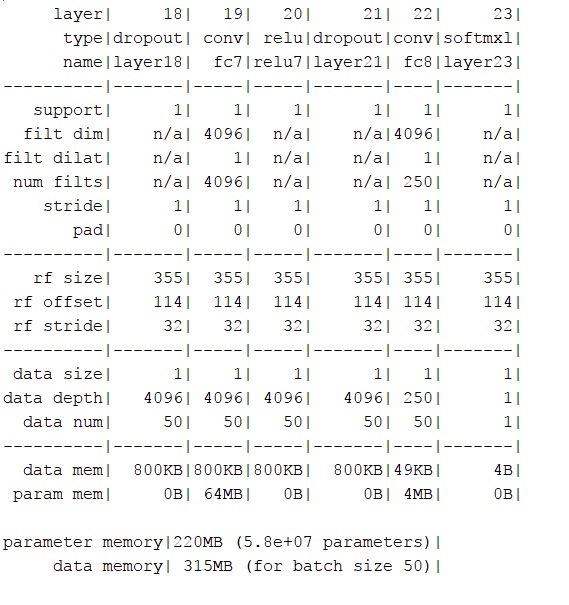 layer|     18|   19|   20|     21|  22|     23|
      type|dropout| conv| relu|dropout|conv|softmxl|
      name|layer18|  fc7|relu7|layer21| fc8|layer23|
----------|-------|-----|-----|-------|----|-------|
   support|      1|    1|    1|      1|   1|      1|
  filt dim|    n/a| 4096|  n/a|    n/a|4096|    n/a|
filt dilat|    n/a|    1|  n/a|    n/a|   1|    n/a|
 num filts|    n/a| 4096|  n/a|    n/a| 250|    n/a|
    stride|      1|    1|    1|      1|   1|      1|
       pad|      0|    0|    0|      0|   0|      0|
----------|-------|-----|-----|-------|----|-------|
   rf size|    355|  355|  355|    355| 355|    355|
 rf offset|    114|  114|  114|    114| 114|    114|
 rf stride|     32|   32|   32|     32|  32|     32|
----------|-------|-----|-----|-------|----|-------|
 data size|      1|    1|    1|      1|   1|      1|
data depth|   4096| 4096| 4096|   4096| 250|      1|
  data num|     50|   50|   50|     50|  50|      1|
----------|-------|-----|-----|-------|----|-------|
  data mem|  800KB|800KB|800KB|  800KB|49KB|     4B|
 param mem|     0B| 64MB|   0B|     0B| 4MB|     0B|

parameter memory|220MB (5.8e+07 parameters)|
     data memory| 315MB (for batch size 50)|